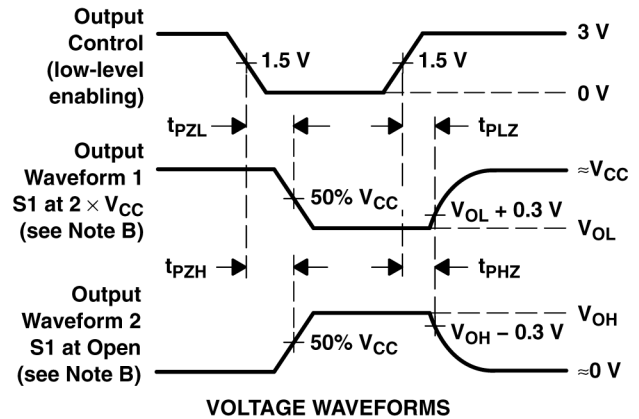 Output
Control
(low-level
enabling)
1.5 V
1.5 V
3 V
0 V
tPZL
tPLZ
Output
Waveform 1
S1 at 2 × VCC
(see Note B)
50% VCC
VOL + 0.3 V
≈VCC
VOL
tPZH
tPHZ
Output
Waveform 2
S1 at Open
(see Note B)
50% VCC
VOH − 0.3 V
VOH
≈0 V
VOLTAGE WAVEFORMS